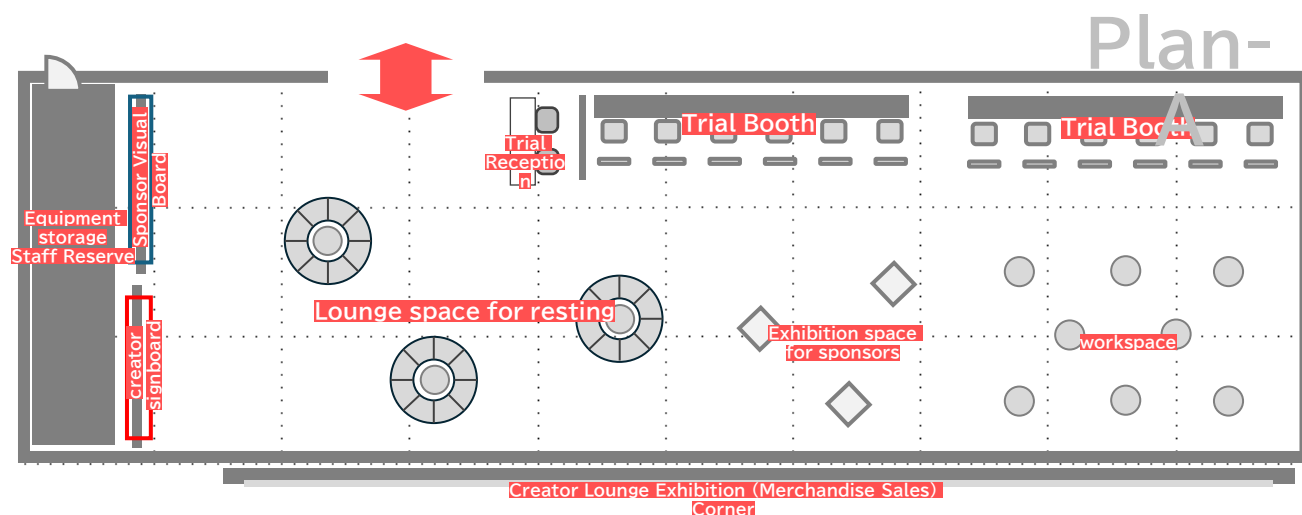 Plan-
A
Trial Booth
Trial Booth
Trial
Receptio
n
Sponsor Visual
Board
Equipment
storage
Staff Reserve
creator
signboard
Lounge space for resting
Exhibition space
for sponsors
workspace
Creator Lounge Exhibition (Merchandise Sales)
Corner